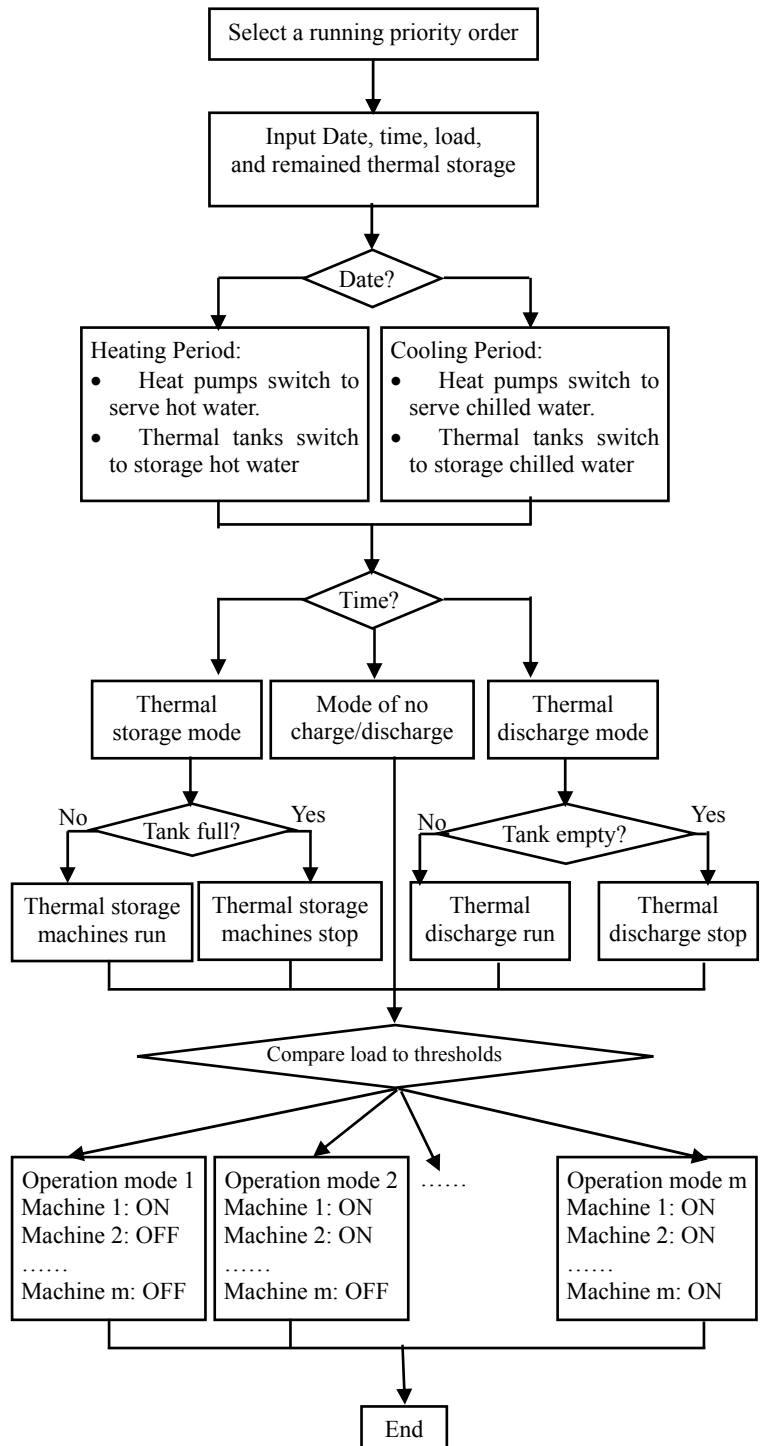 Select a running priority order
Input Date, time, load,
and remained thermal storage
Date?
Heating Period:
• Heat pumps switch to
serve hot water.
• Thermal tanks switch
to storage hot water
Cooling Period:
• Heat pumps switch to
serve chilled water.
• Thermal tanks switch
to storage chilled water
Time?
Thermal
storage mode
Mode of no
charge/discharge
Thermal
discharge mode
No
Tank full?
Yes
No
Tank empty?
Yes
Thermal storage
machines run
Thermal storage
machines stop
Thermal
discharge run
Thermal
discharge stop
Compare load to thresholds
Operation mode 1
Machine 1: ON
Machine 2: OFF
……
Machine m: OFF
Operation mode 2
Machine 1: ON
Machine 2: ON
……
Machine m: OFF
……
Operation mode m
Machine 1: ON
Machine 2: ON
……
Machine m: ON
End